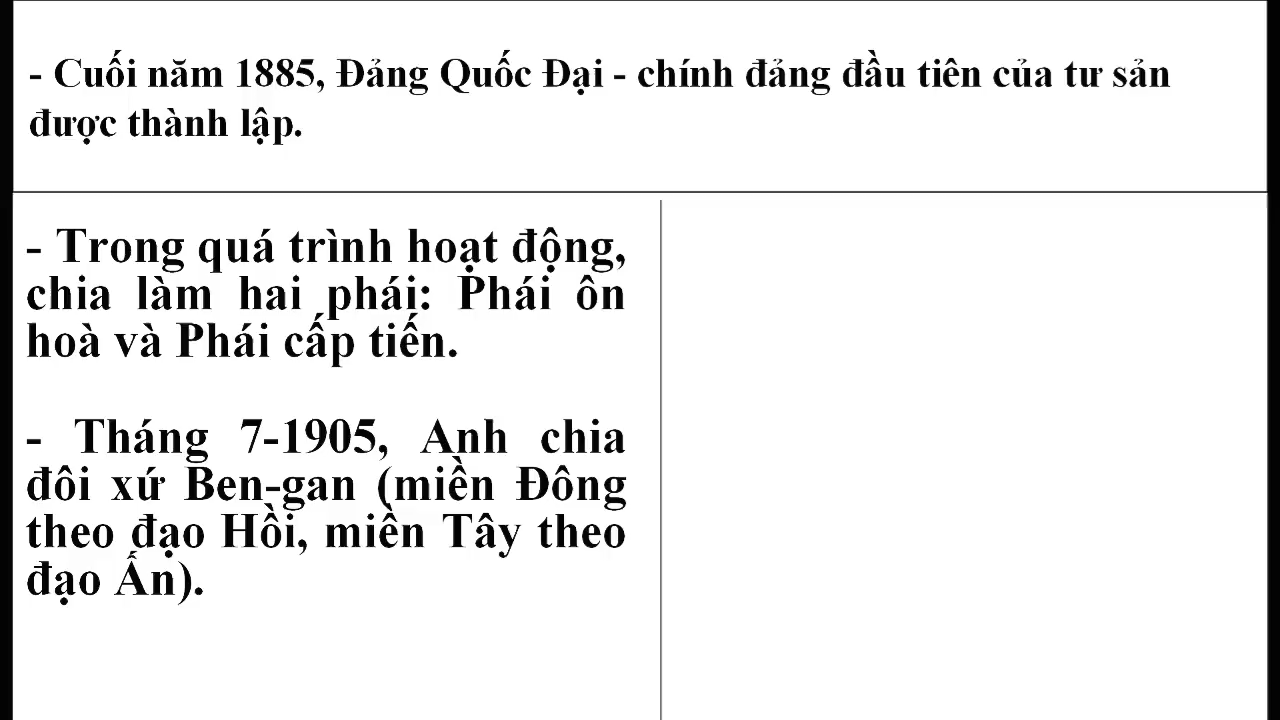 - Cuối năm 1885, Đảng Quốc Đại - chính đảng đầu tiên của tư sản
được thành lập.
- Trong quá trình hoạt động,
chia làm hai phái: Phái ôn
hoà và Phái cấp tiến.
- Tháng 7-1905, Anh chia
đôi xứ Ben-gan (miền Đông
theo đạo Hồi, miền Tây theo
đạo Ấn).